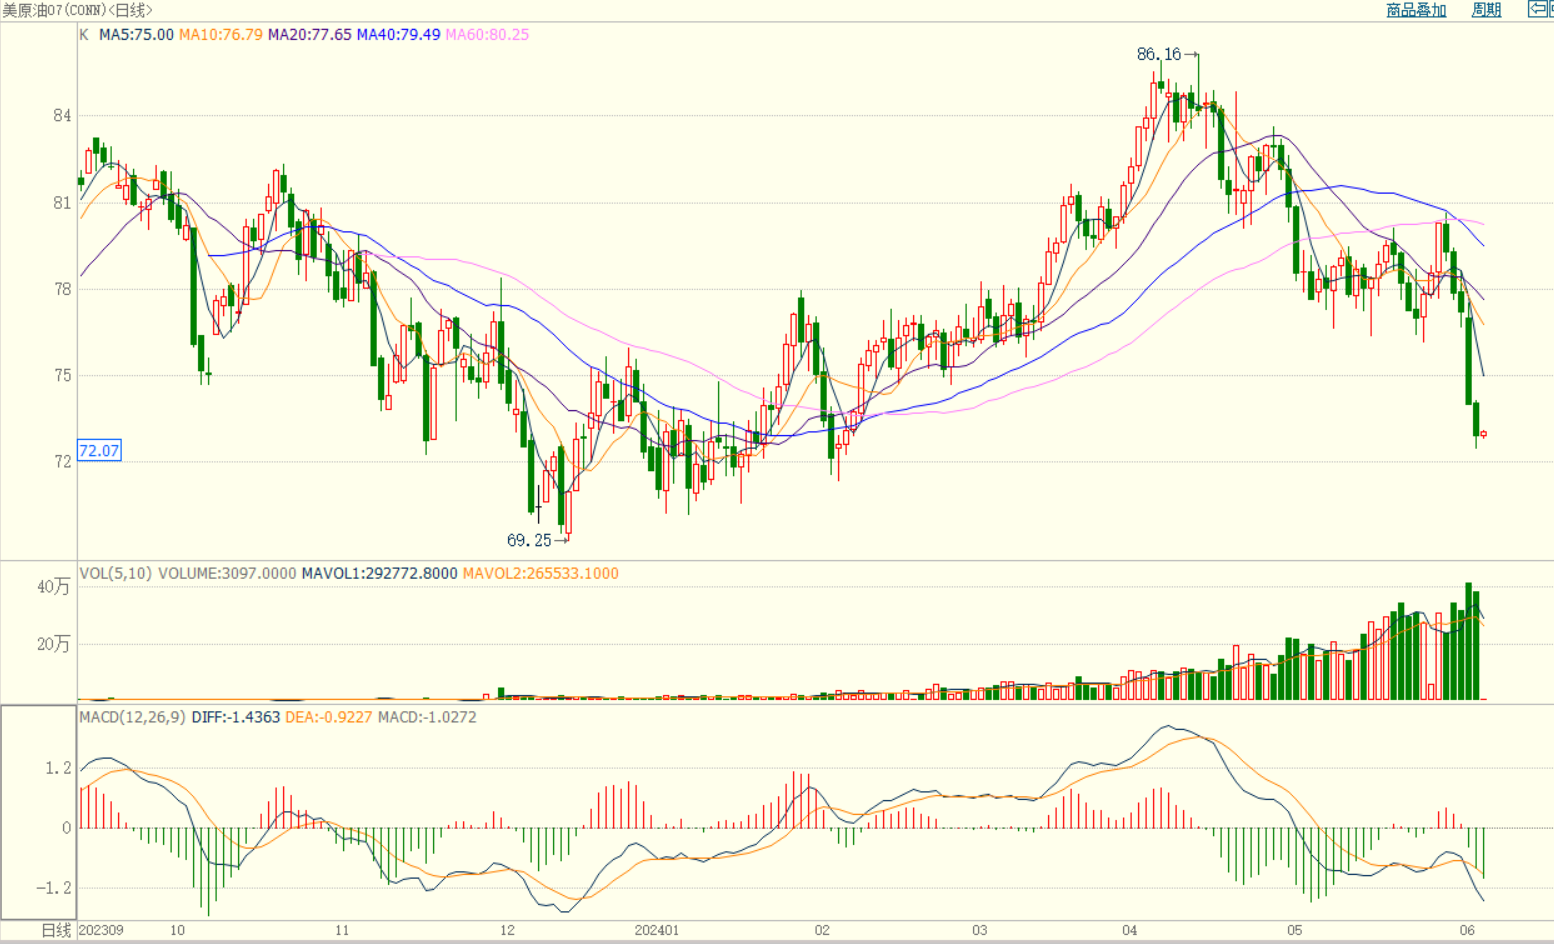 美原油07(CONN)<日线> 商品叠加 周期
K MA5:75.00 MA10:76.79 MA20:77.65 MA40:79.49 MA60:80.25
86.16
84
81
78
75
72.07
72
69.25
VOL(5,10) VOLUME:3097.0000 MAVOL1:292772.8000 MAVOL2:265533.1000
40万
20万
MACD(12,26,9) DIFF:-1.4363 DEA:-0.9227 MACD:-1.0272
1.2
0
-1.2
日线 202309 10 11 12 202401 02 03 04 05 06